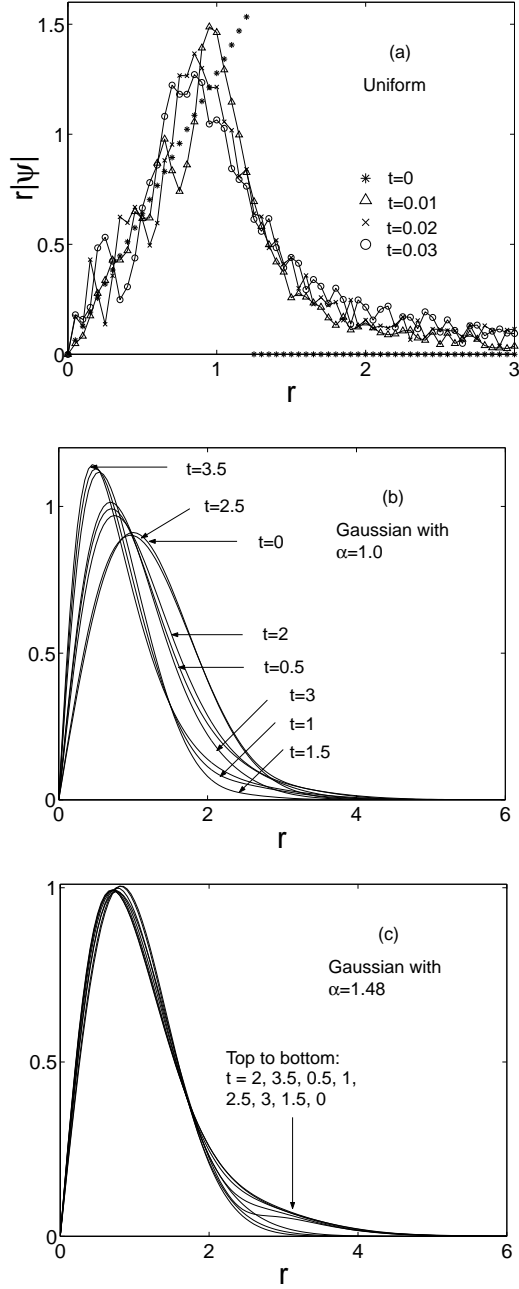 1.5
1
0.5
0
r|ψ|
(a)
Uniform
t=0
t=0.01
t=0.02
t=0.03
0
1
2
3
r
1
0.5
0
t=3.5
t=2.5
t=0
(b)
Gaussian with
α=1.0
t=2
t=0.5
t=3
t=1
t=1.5
0
2
4
6
r
1
0.5
0
(c)
Gaussian with
α=1.48
Top to bottom:
t = 2, 3.5, 0.5, 1,
2.5, 3, 1.5, 0
0
2
4
6
r